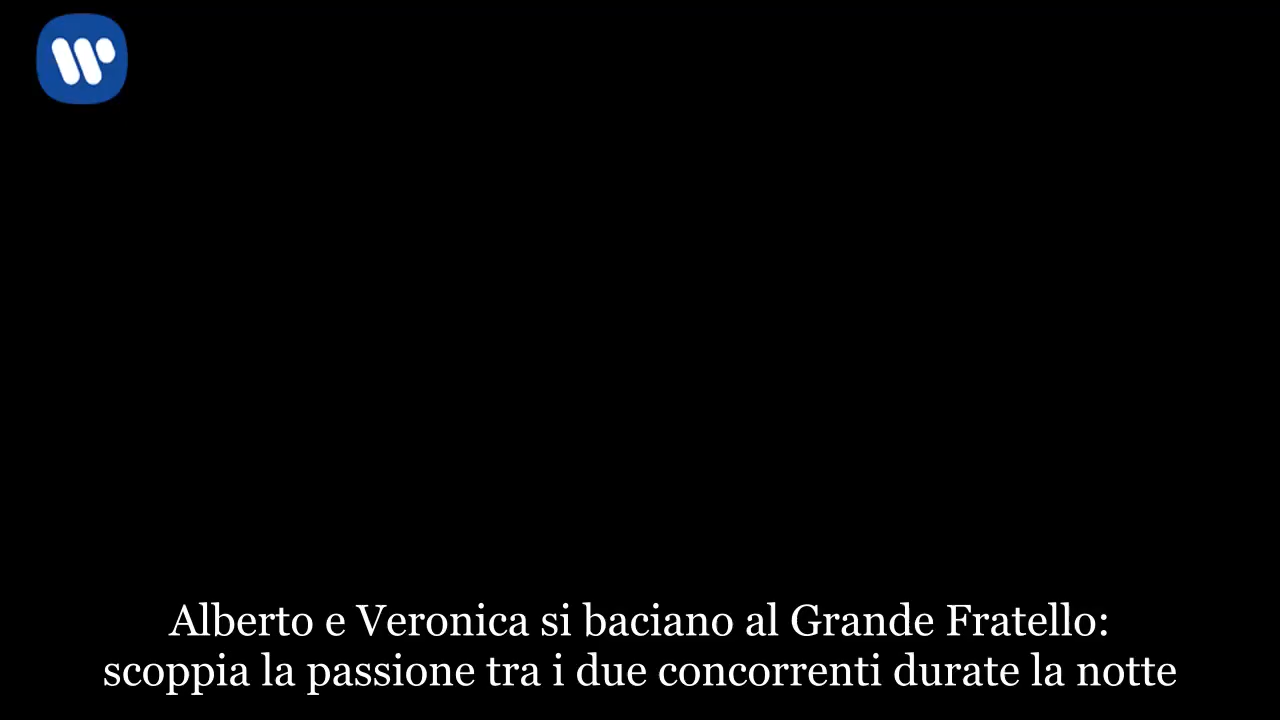 Alberto e Veronica si baciano al Grande Fratello:
scoppia la passione tra i due concorrenti durate la notte